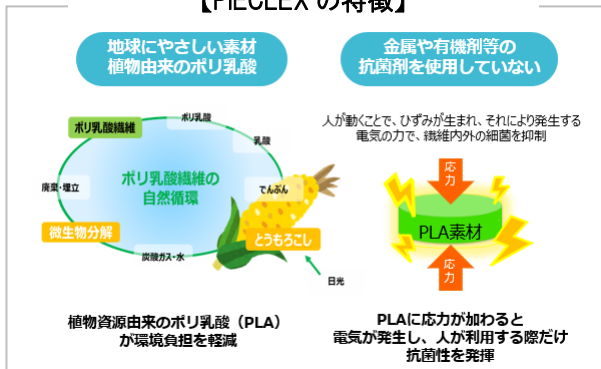 【PIECLEX の特徴】
地球にやさしい素材
植物由来のポリ乳酸
金属や有機剤等の
抗菌剤を使用していない
人が動くことで、ひずみが生まれ、それにより発生する
電気の力で、繊維内外の細菌を抑制
ポリ乳酸
ポリ乳酸繊維
乳酸
ポリ乳酸繊維の
自然循環
でんぷん
廃棄・埋立
微生物分解
とうもろこし
炭酸ガス・水
日光
応力
PLA素材
応力
植物資源由来のポリ乳酸（PLA）
が環境負担を軽減
PLAに応力が加わると
電気が発生し、人が利用する際だけ
抗菌性を発揮